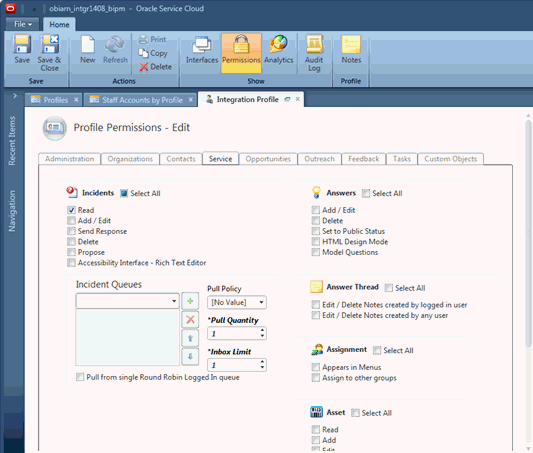 obiarn_intgr1408_bipm - Oracle Service Cloud
File
Home
Save
Save & Close
New
Refresh
Print
Copy
Delete
Interfaces
Permissions
Analytics
Audit Log
Notes
Save
Actions
Show
Profile
Profiles
Staff Accounts by Profile
Integration Profile
Recent Items
Navigation
Profile Permissions - Edit
Administration
Organizations
Contacts
Service
Opportunities
Outreach
Feedback
Tasks
Custom Objects
Incidents
Select All
Read
Add / Edit
Send Response
Delete
Propose
Accessibility Interface - Rich Text Editor
Incident Queues
Pull Policy
[No Value]
*Pull Quantity
1
*Inbox Limit
1
Pull from single Round Robin Logged In queue
Answers
Select All
Add / Edit
Delete
Set to Public Status
HTML Design Mode
Model Questions
Answer Thread
Select All
Edit / Delete Notes created by logged in user
Edit / Delete Notes created by any user
Assignment
Select All
Appears in Menus
Assign to other groups
Asset
Select All
Read
Add
Edit